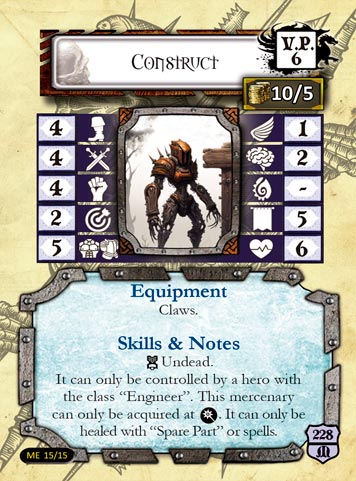 Construct
V.P.
6
10/5
4 1
4 2
4 -
2 5
5 6
Equipment
Claws.
Skills & Notes
Undead.
It can only be controlled by a hero with
the class “Engineer”. This mercenary
can only be acquired at . It can only be
healed with “Spare Part” or spells.
ME 15/15
228
M